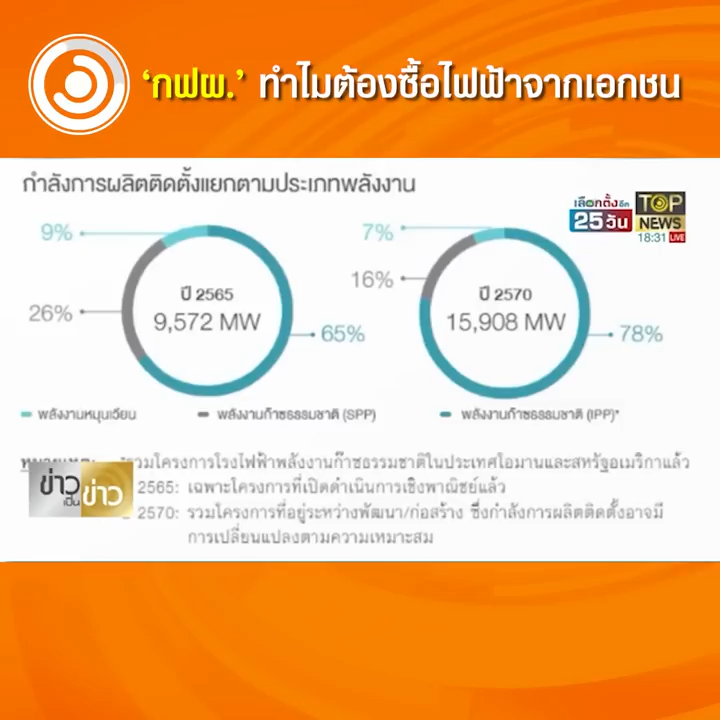 ‘กฟผ.’ ทำไมต้องซื้อไฟฟ้าจากเอกชน
กำลังการผลิตติดตั้งแยกตามประเภทพลังงาน
เลือกตั้งอีก
25 วัน
TOP
NEWS
18:31 LIVE
9%
26%
65%
ปี 2565
9,572 MW
7%
16%
78%
ปี 2570
15,908 MW
พลังงานหมุนเวียน
พลังงานก๊าซธรรมชาติ (SPP)
พลังงานก๊าซธรรมชาติ (IPP)*
รวมโครงการโรงไฟฟ้าพลังงานก๊าซธรรมชาติในประเทศโอมานและสหรัฐอเมริกาแล้ว
2565: เฉพาะโครงการที่เปิดดำเนินการเชิงพาณิชย์แล้ว
2570: รวมโครงการที่อยู่ระหว่างพัฒนา/ก่อสร้าง ซึ่งกำลังการผลิตติดตั้งอาจมี
การเปลี่ยนแปลงตามความเหมาะสม
ข่าว
เป็น
ข่าว